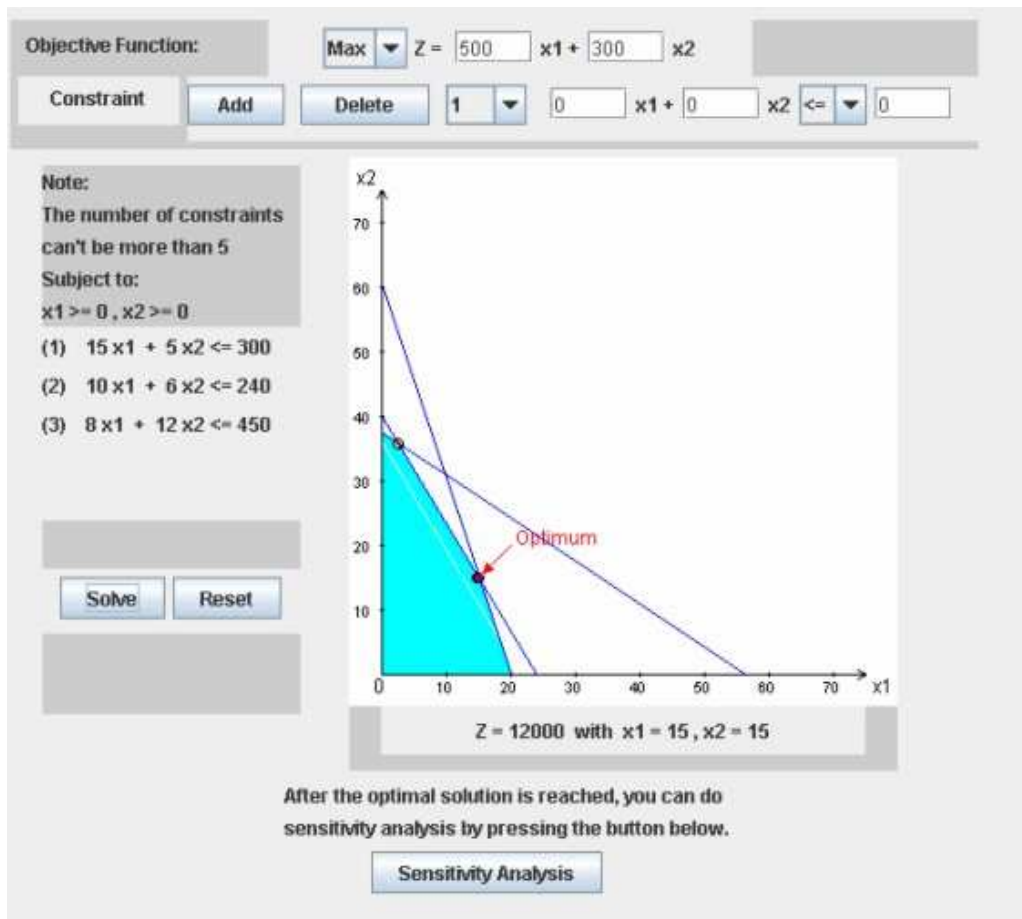 Objective Function: Max Z = 500 x1 + 300 x2
Constraint Add Delete 1 0 x1 + 0 x2 <= 0
Note:
The number of constraints
can't be more than 5
Subject to:
x1 >= 0 , x2 >= 0
(1) 15 x1 + 5 x2 <= 300
(2) 10 x1 + 6 x2 <= 240
(3) 8 x1 + 12 x2 <= 450
Solve Reset
x2
70
60
50
40
30
20
10
Optimum
0 10 20 30 40 50 60 70 x1
Z = 12000 with x1 = 15 , x2 = 15
After the optimal solution is reached, you can do
sensitivity analysis by pressing the button below.
Sensitivity Analysis